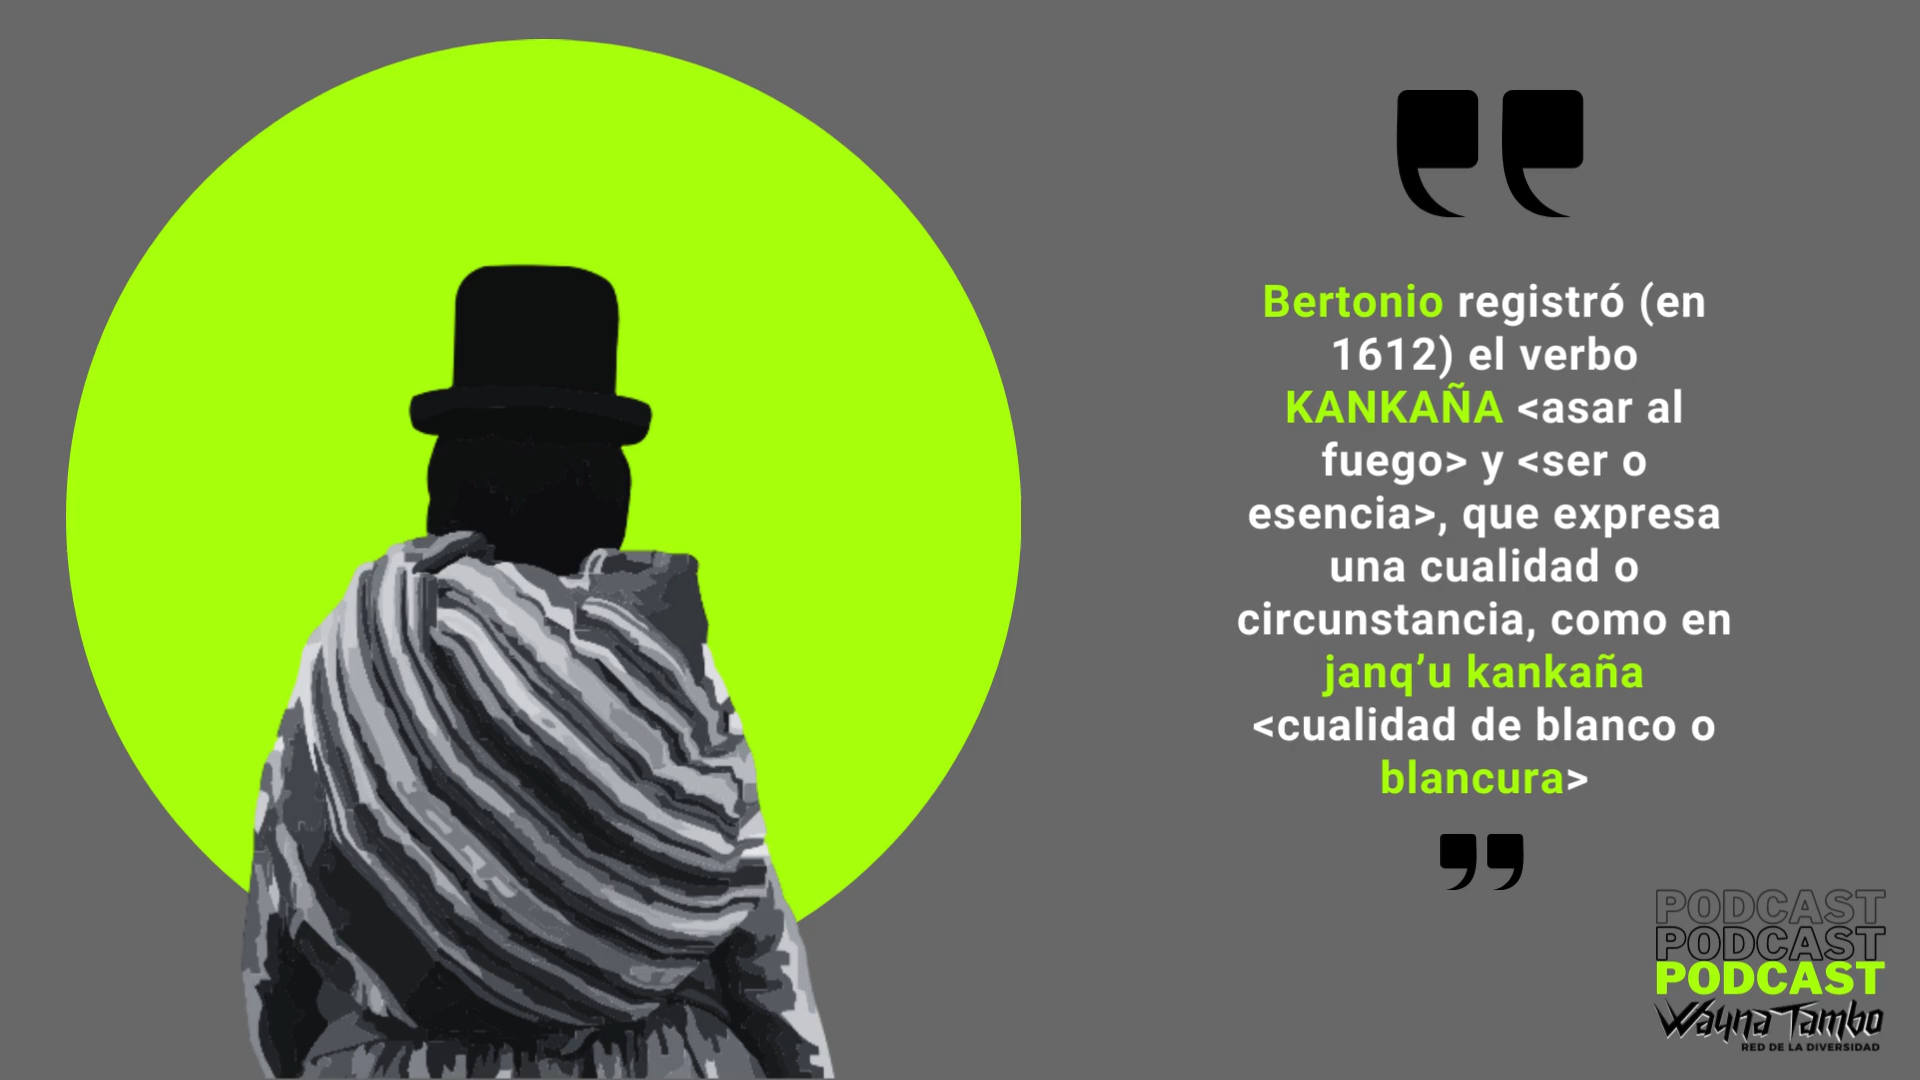 Bertonio registró (en
1612) el verbo
KANKAÑA <asar al
fuego> y <ser o
esencia>, que expresa
una cualidad o
circunstancia, como en
janq’u kankaña
<cualidad de blanco o
blancura>
PODCAST
PODCAST
PODCAST
Wayna Tambo
RED DE LA DIVERSIDAD